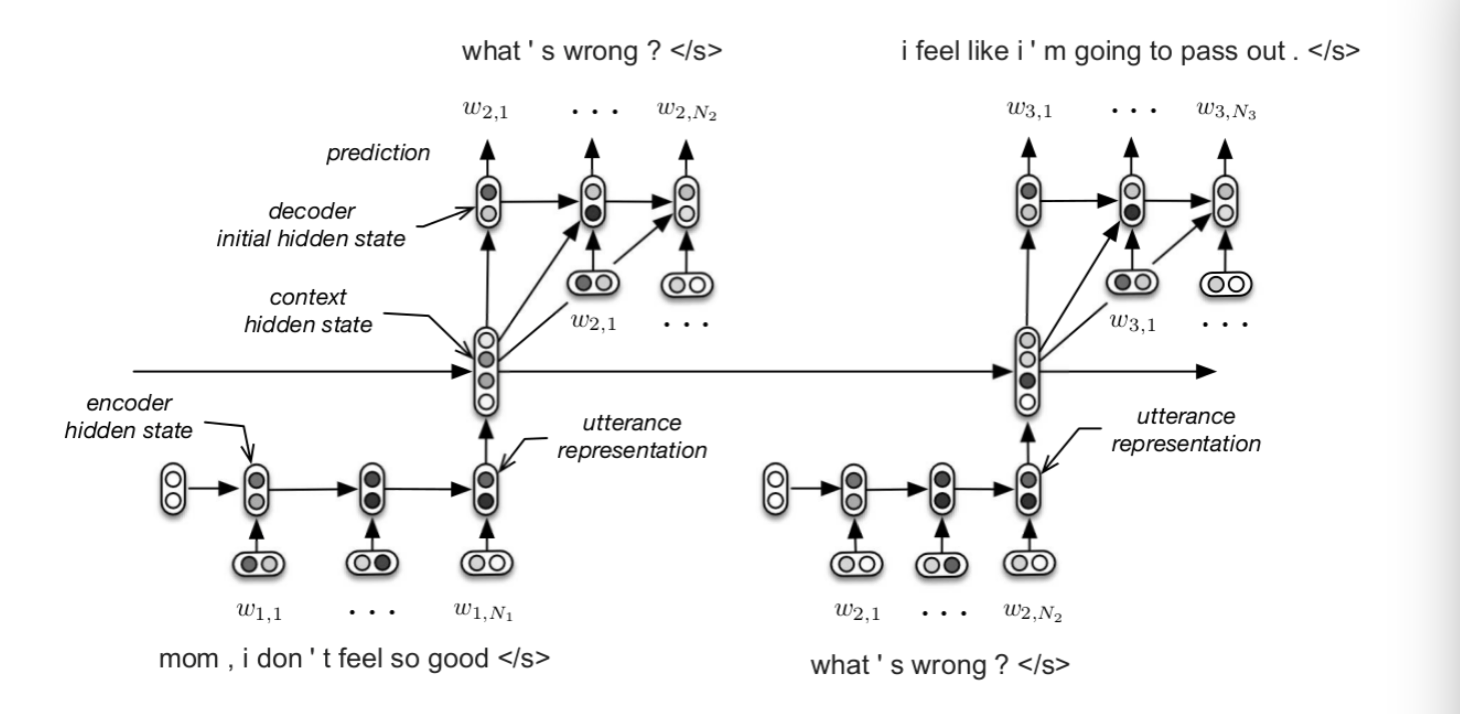 what ' s wrong ? </s>
i feel like i ' m going to pass out . </s>
w2,1 . . . w2,N2
w3,1 . . . w3,N3
prediction
decoder
initial hidden state
context
hidden state
w2,1 . . .
w3,1 . . .
encoder
hidden state
utterance
representation
utterance
representation
w1,1 . . . w1,N1
w2,1 . . . w2,N2
mom , i don ' t feel so good </s>
what ' s wrong ? </s>